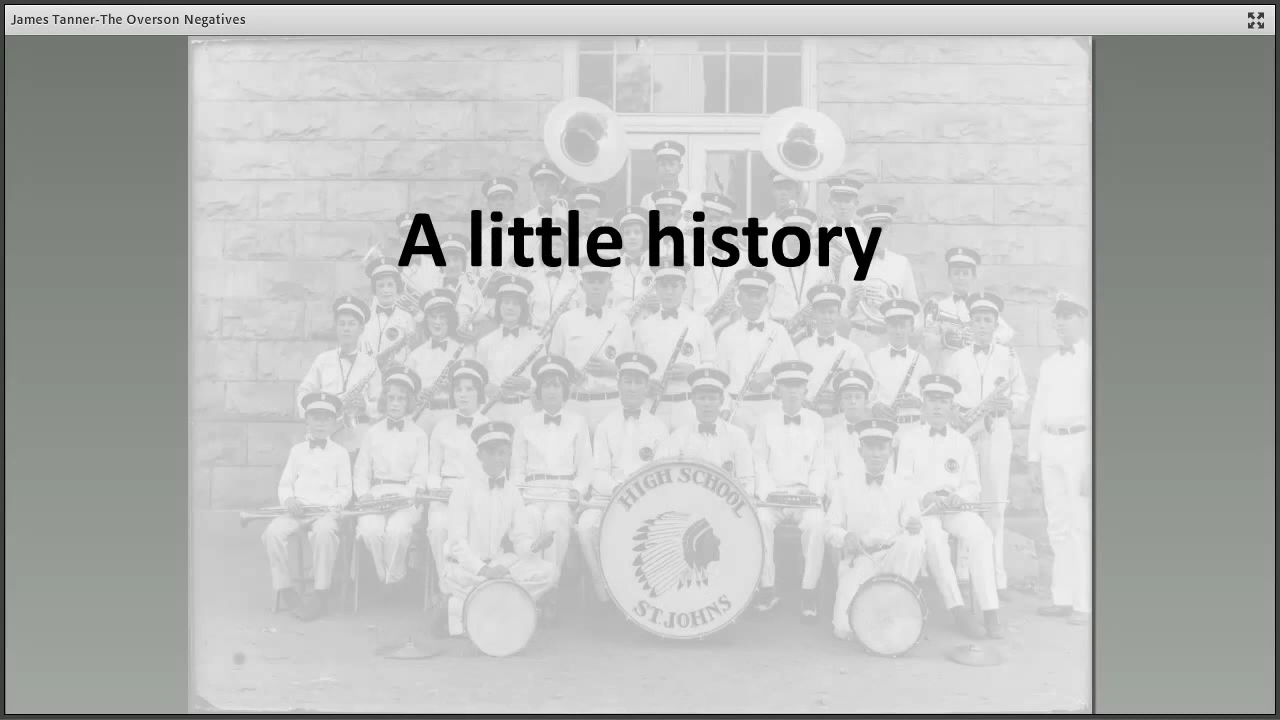 James Tanner-The Overson Negatives
A little history
HIGH SCHOOL
ST. JOHNS